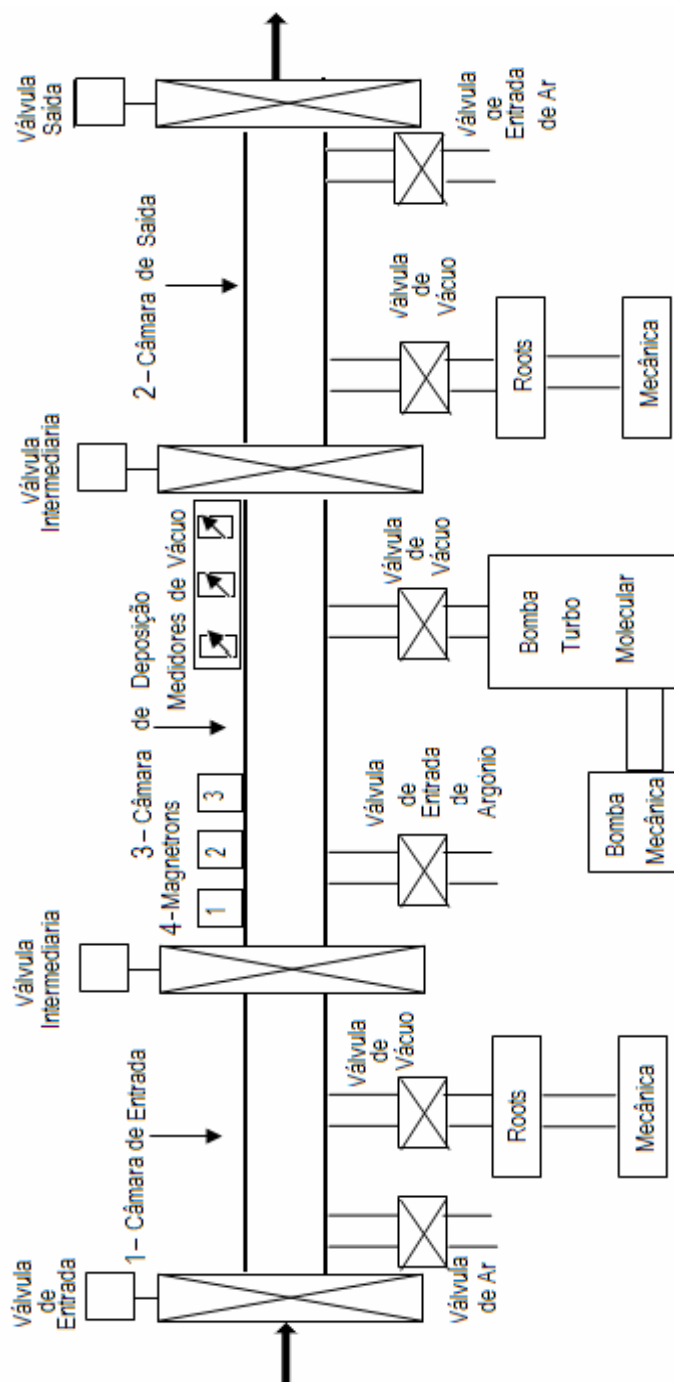 Válvula
de
Entrada
1– Câmara de Entrada
Válvula
Intermediaria
4-Magnetrons
3 – Câmara de Deposição
1
2
3
Medidores de Vácuo
Válvula
Intermediaria
2– Câmara de Saída
Válvula
Saída
Válvula
de Ar
Válvula
de
Vácuo
Roots
Mecânica
Válvula
de
Entrada
de
Argónio
Válvula
de
Vácuo
Bomba
Mecânica
Bomba
Turbo
Molecular
Válvula
de
Vácuo
Roots
Mecânica
Válvula
de
Entrada
de Ar